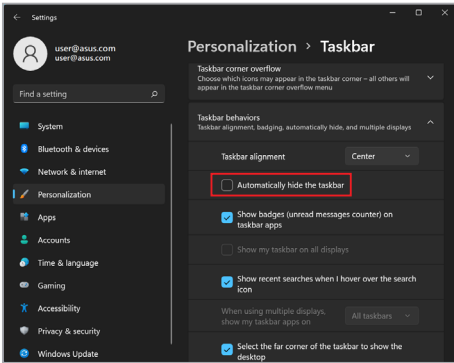 Settings
user@asus.com
user@asus.com
Find a setting
System
Bluetooth & devices
Network & internet
Personalization
Apps
Accounts
Time & language
Gaming
Accessibility
Privacy & security
Windows Update
Personalization > Taskbar
Taskbar corner overflow
Choose which icons may appear in the taskbar corner – all others will
appear in the taskbar corner overflow menu
Taskbar behaviors
Taskbar alignment, badging, automatically hide, and multiple displays
Taskbar alignment
Center
Automatically hide the taskbar
Show badges (unread messages counter) on
taskbar apps
Show my taskbar on all displays
Show recent searches when I hover over the search
icon
When using multiple displays,
show my taskbar apps on
All taskbars
Select the far corner of the taskbar to show the
desktop